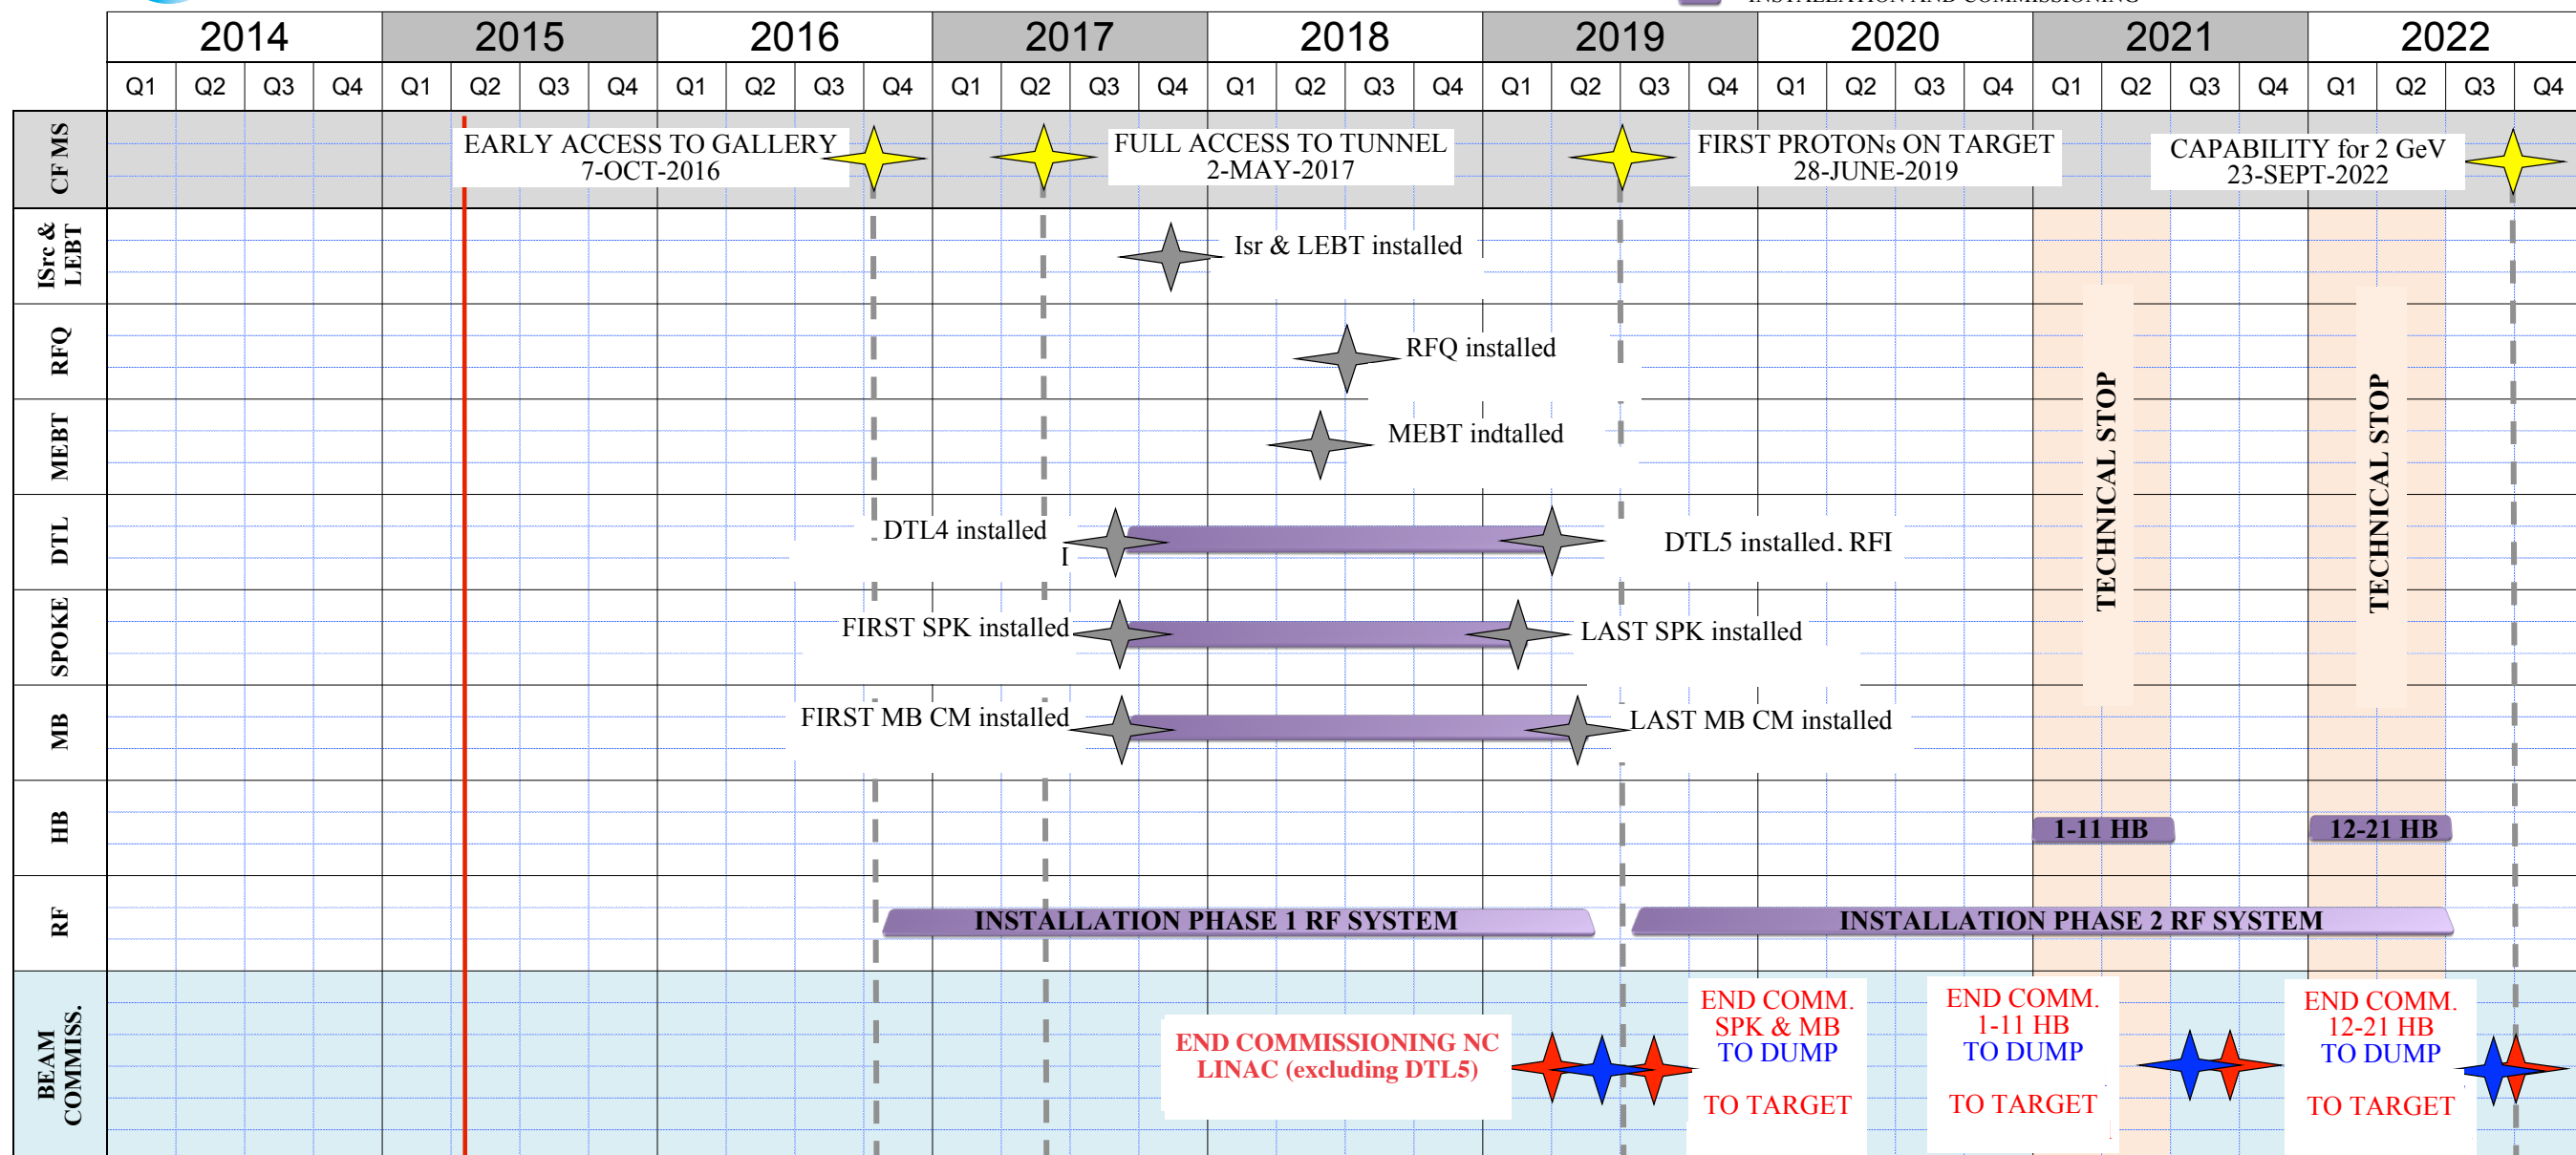 INSTALLATION AND COMMISSIONING
2014 2015 2016 2017 2018 2019 2020 2021 2022
Q1 Q2 Q3 Q4 Q1 Q2 Q3 Q4 Q1 Q2 Q3 Q4 Q1 Q2 Q3 Q4 Q1 Q2 Q3 Q4 Q1 Q2 Q3 Q4 Q1 Q2 Q3 Q4 Q1 Q2 Q3 Q4 Q1 Q2 Q3 Q4
CF MS
EARLY ACCESS TO GALLERY
7-OCT-2016
FULL ACCESS TO TUNNEL
2-MAY-2017
FIRST PROTONs ON TARGET
28-JUNE-2019
CAPABILITY for 2 GeV
23-SEPT-2022
ISrc &
LEBT
Isr & LEBT installed
RFQ
RFQ installed
MEBT
MEBT indtalled
TECHNICAL STOP
TECHNICAL STOP
DTL
DTL4 installed
I
DTL5 installed. RFI
SPOKE
FIRST SPK installed
LAST SPK installed
MB
FIRST MB CM installed
LAST MB CM installed
HB
1-11 HB
12-21 HB
RF
INSTALLATION PHASE 1 RF SYSTEM
INSTALLATION PHASE 2 RF SYSTEM
BEAM
COMMISS.
END COMMISSIONING NC
LINAC (excluding DTL5)
END COMM.
SPK & MB
TO DUMP
TO TARGET
END COMM.
1-11 HB
TO DUMP
TO TARGET
END COMM.
12-21 HB
TO DUMP
TO TARGET